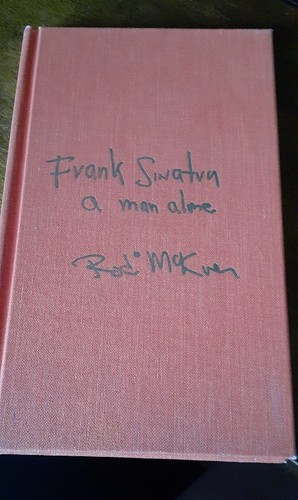 Frank Sinatra
a man alone
Rod McKuen